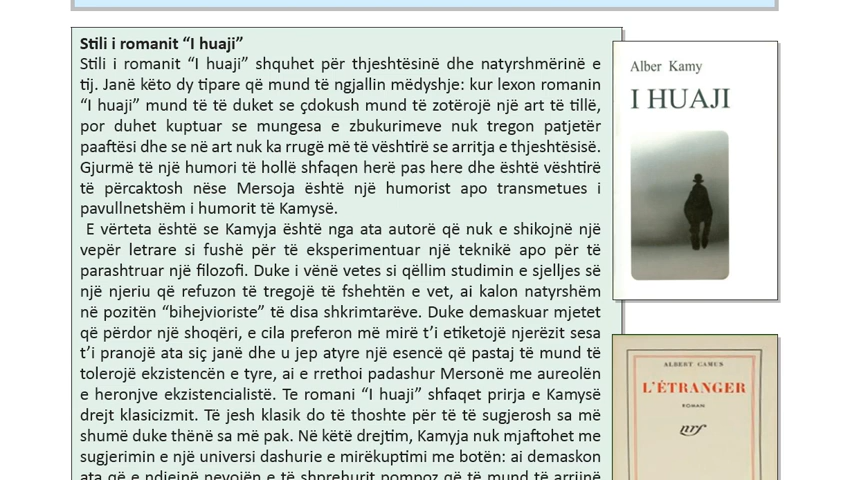 Stili i romanit “I huaji”
Stili i romanit “I huaji” shquhet për thjeshtësinë dhe natyrshmërinë e
tij. Janë këto dy tipare që mund të ngjallin mëdyshje: kur lexon romanin
“I huaji” mund të të duket se çdokush mund të zotërojë një art të tillë,
por duhet kuptuar se mungesa e zbukurimeve nuk tregon patjetër
paaftësi dhe se në art nuk ka rrugë më të vështirë se arritja e thjeshtësisë.
Gjurmë të një humori të hollë shfaqen herë pas here dhe është vështirë
të përcaktosh nëse Mersoja është një humorist apo transmetues i
pavullnetshëm i humorit të Kamysë.
E vërteta është se Kamyja është nga ata autorë që nuk e shikojnë një
vepër letrare si fushë për të eksperimentuar një teknikë apo për të
parashtruar një filozofi. Duke i vënë vetes si qëllim studimin e sjelljes së
një njeriu që refuzon të tregojë të fshehtën e vet, ai kalon natyrshëm
në pozitën “bihejvioriste” të disa shkrimtarëve. Duke demaskuar mjetet
që përdor një shoqëri, e cila preferon më mirë t’i etiketojë njerëzit sesa
t’i pranojë ata siç janë dhe u jep atyre një esencë që pastaj të mund të
tolerojë ekzistencën e tyre, ai e rrethoi padashur Mersonë me aureolën
e heronjve ekzistencialistë. Te romani “I huaji” shfaqet prirja e Kamysë
drejt klasicizmit. Të jesh klasik do të thoshte për të të sugjerosh sa më
shumë duke thënë sa më pak. Në këtë drejtim, Kamyja nuk mjaftohet me
sugjerimin e një universi dashurie e mirëkuptimi me botën: ai demaskon
ata që e ndiejnë nevojën e të shprehurit pompoz që të mund të arrijnë
Alber Kamy
I HUAJI
ALBERT CAMUS
L’ÉTRANGER
ROMAN
nrf